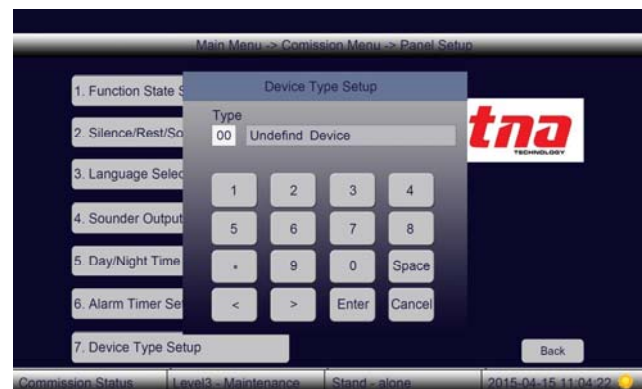 Main Menu -> Comission Menu -> Panel Setup
Device Type Setup
1. Function State S
Type
00 Undefind Device
2. Silence/Rest/So
tna
TECHNOLOGY
3. Language Selec
1 2 3 4
4. Sounder Output
5 6 7 8
5. Day/Night Time
* 9 0 Space
6. Alarm Timer Set
< > Enter Cancel
7. Device Type Setup
Back
Commission Status Level3 - Maintenance Stand - alone 2015-04-15 11:04:22